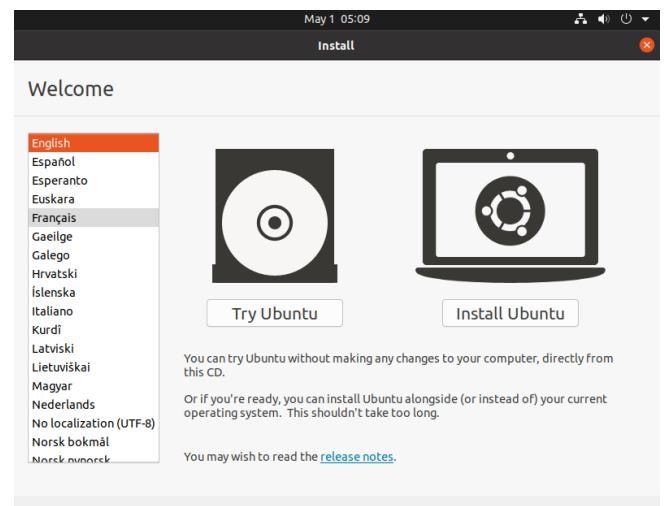 May 1 05:09
Install
Welcome
English
Español
Esperanto
Euskara
Français
Gaeilge
Galego
Hrvatski
Íslenska
Italiano
Kurdî
Latviski
Lietuviškai
Magyar
Nederlands
No localization (UTF-8)
Norsk bokmål
Norsk nynorsk
Try Ubuntu
Install Ubuntu
You can try Ubuntu without making any changes to your computer, directly from
this CD.
Or if you're ready, you can install Ubuntu alongside (or instead of) your current
operating system. This shouldn't take too long.
You may wish to read the release notes.